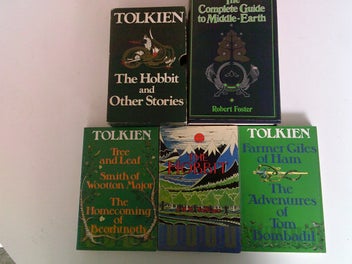 TOLKIEN
The Hobbit
and
Other Stories
The
Complete Guide
to Middle-Earth
Robert Foster
TOLKIEN
Tree and Leaf
Smith of
Wootton Major
The
Homecoming of
Beorhtnoth
THE
HOBBIT
TOLKIEN
Farmer Giles
of Ham
The
Adventures
of
Tom
Bombadil